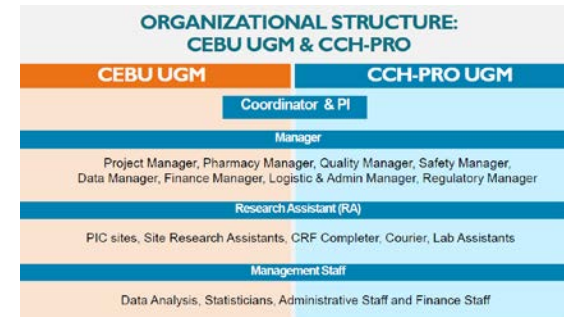 ORGANIZATIONAL STRUCTURE:
CEBU UGM & CCH-PRO
CEBU UGM
CCH-PRO UGM
Coordinator & PI
Manager
Project Manager, Pharmacy Manager, Quality Manager, Safety Manager,
Data Manager, Finance Manager, Logistic & Admin Manager, Regulatory Manager
Research Assistant (RA)
PIC sites, Site Research Assistants, CRF Completer, Courier, Lab Assistants
Management Staff
Data Analysis, Statisticians, Administrative Staff and Finance Staff